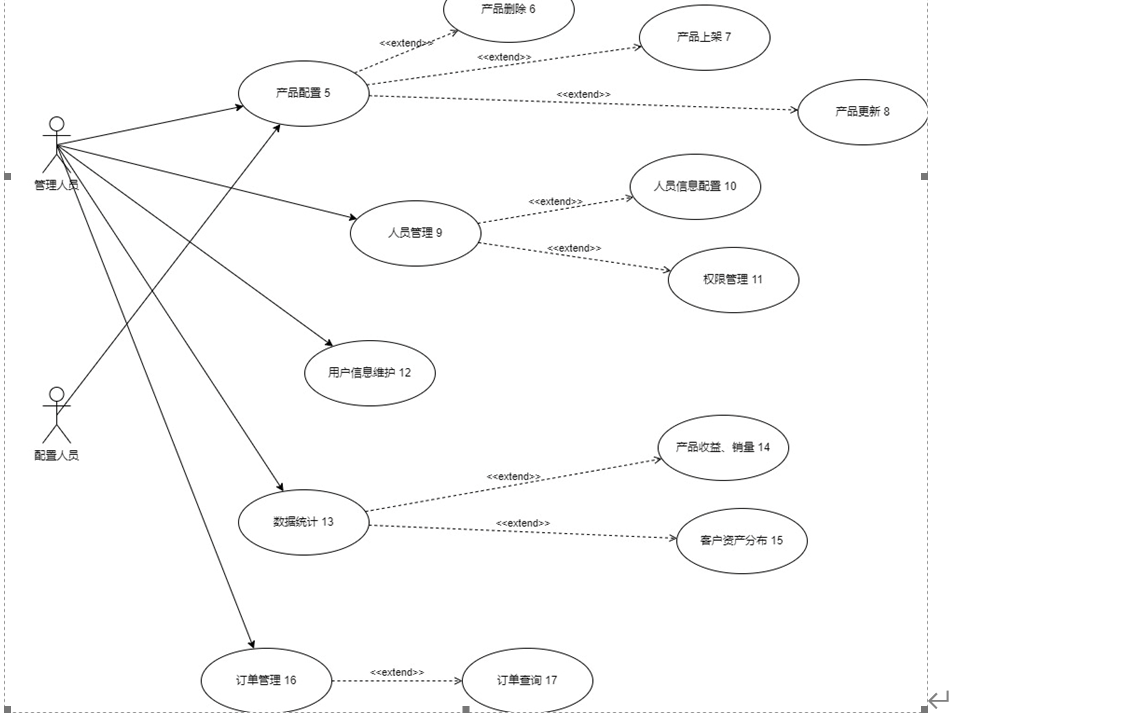 产品删除 6
<<extend>>
产品上架 7
<<extend>>
产品配置 5
<<extend>>
产品更新 8
管理人员
人员信息配置 10
<<extend>>
人员管理 9
<<extend>>
权限管理 11
用户信息维护 12
配置人员
产品收益、销量 14
<<extend>>
数据统计 13
<<extend>>
客户资产分布 15
订单管理 16
<<extend>>
订单查询 17